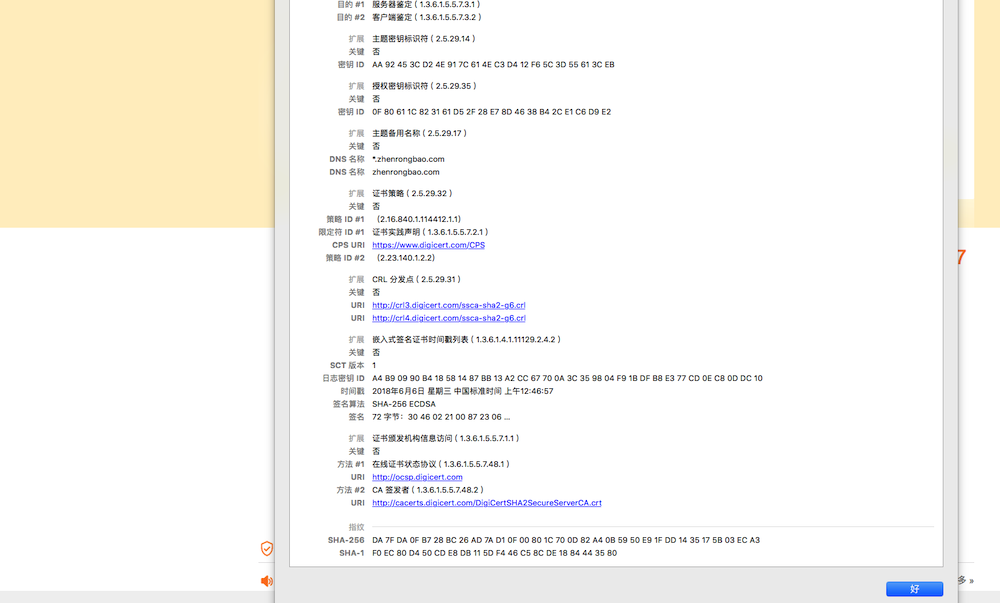 目的 #1 服务器鉴定 ( 1.3.6.1.5.5.7.3.1 )
目的 #2 客户端鉴定 ( 1.3.6.1.5.5.7.3.2 )
扩展 主题密钥标识符 ( 2.5.29.14 )
关键 否
密钥 ID AA 92 45 3C D2 4E 91 7C 61 4E C3 D4 12 F6 5C 3D 55 61 3C EB
扩展 授权密钥标识符 ( 2.5.29.35 )
关键 否
密钥 ID 0F 80 61 1C 82 31 61 D5 2F 28 E7 8D 46 38 B4 2C E1 C6 D9 E2
扩展 主题备用名称 ( 2.5.29.17 )
关键 否
DNS 名称 *.zhenrongbao.com
DNS 名称 zhenrongbao.com
扩展 证书策略 ( 2.5.29.32 )
关键 否
策略 ID #1 （2.16.840.1.114412.1.1)
限定符 ID #1 证书实践声明 ( 1.3.6.1.5.5.7.2.1 )
CPS URI https://www.digicert.com/CPS
策略 ID #2 （2.23.140.1.2.2)
扩展 CRL 分发点 ( 2.5.29.31 )
关键 否
URI http://crl3.digicert.com/ssca-sha2-g6.crl
URI http://crl4.digicert.com/ssca-sha2-g6.crl
扩展 嵌入式签名证书时间戳列表 ( 1.3.6.1.4.1.11129.2.4.2 )
关键 否
SCT 版本 1
日志密钥 ID A4 B9 09 90 B4 18 58 14 87 BB 13 A2 CC 67 70 0A 3C 35 98 04 F9 1B DF B8 E3 77 CD 0E C8 0D DC 10
时间戳 2018年6月6日 星期三 中国标准时间 上午12:46:57
签名算法 SHA-256 ECDSA
签名 72 字节：30 46 02 21 00 87 23 06 ...
扩展 证书颁发机构信息访问 ( 1.3.6.1.5.5.7.1.1 )
关键 否
方法 #1 在线证书状态协议 ( 1.3.6.1.5.5.7.48.1 )
URI http://ocsp.digicert.com
方法 #2 CA 签发者 ( 1.3.6.1.5.5.7.48.2 )
URI http://cacerts.digicert.com/DigiCertSHA2SecureServerCA.crt
指纹
SHA-256 DA 7F DA 0F B7 28 BC 26 AD 7A D1 0F 00 80 1C 70 0D 82 A4 0B 59 50 E9 1F DD 14 35 17 5B 03 EC A3
SHA-1 F0 EC 80 D4 50 CD E8 DB 11 5D F4 46 C5 8C DE 18 84 44 35 80
好
7
多 »